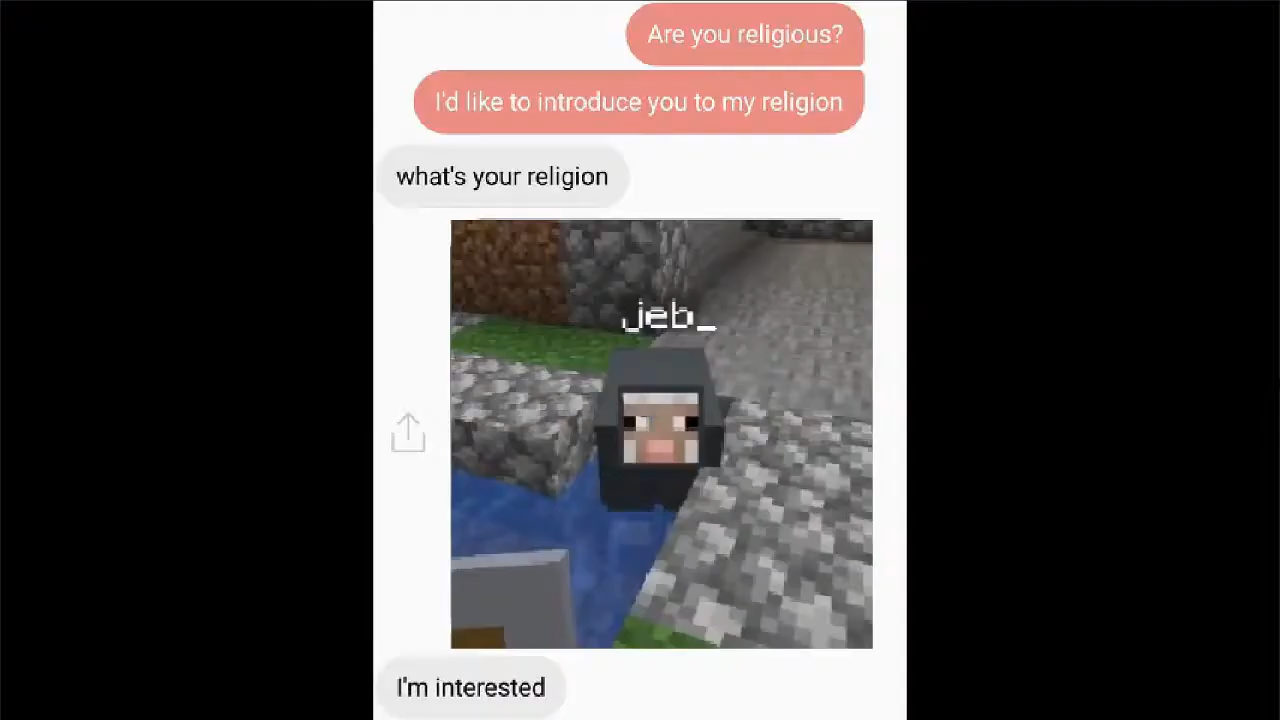 Are you religious?
I'd like to introduce you to my religion
what's your religion
jeb_
I'm interested